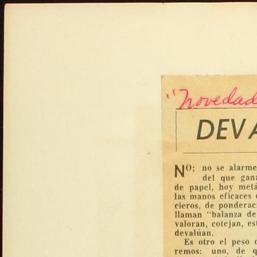 "Novedad
DEVA
NO; no se alarme
del que gana
de papel, hoy metá
las manos eficaces
cieros, de ponderac
llaman "balanza de
valoran, cotejan, es
devalúan.
Es otro el peso
remos: uno, de q